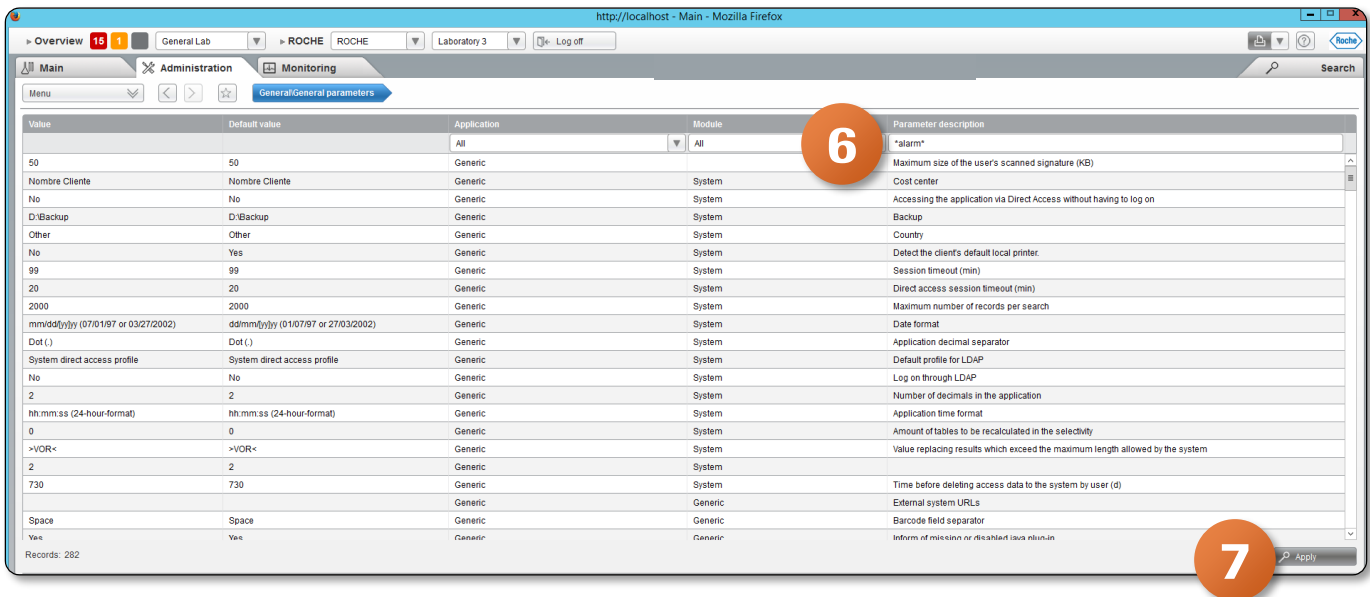 http://localhost - Main - Mozilla Firefox
Overview 15 1 General Lab ROCHE ROCHE Laboratory 3 Log off Roche
Main Administration Monitoring Search
Menu General\General parameters
Value Default value Application Module Parameter description
All All *alarm*
6
50 50 Generic Maximum size of the user's scanned signature (KB)
Nombre Cliente Nombre Cliente Generic System Cost center
No No Generic System Accessing the application via Direct Access without having to log on
D:\Backup D:\Backup Generic System Backup
Other Other Generic System Country
No Yes Generic System Detect the client's default local printer.
99 99 Generic System Session timeout (min)
20 20 Generic System Direct access session timeout (min)
2000 2000 Generic System Maximum number of records per search
mm/dd/[yy]yy (07/01/97 or 03/27/2002) dd/mm/[yy]yy (01/07/97 or 27/03/2002) Generic System Date format
Dot (.) Dot (.) Generic System Application decimal separator
System direct access profile System direct access profile Generic System Default profile for LDAP
No No Generic System Log on through LDAP
2 2 Generic System Number of decimals in the application
hh:mm:ss (24-hour-format) hh:mm:ss (24-hour-format) Generic System Application time format
0 0 Generic System Amount of tables to be recalculated in the selectivity
>VOR< >VOR< Generic System Value replacing results which exceed the maximum length allowed by the system
2 2 Generic System
730 730 Generic System Time before deleting access data to the system by user (d)
Generic Generic External system URLs
Space Space Generic Generic Barcode field separator
Yes Yes Generic Generic Inform of missing or disabled java plug-in
Records: 282 Apply
7